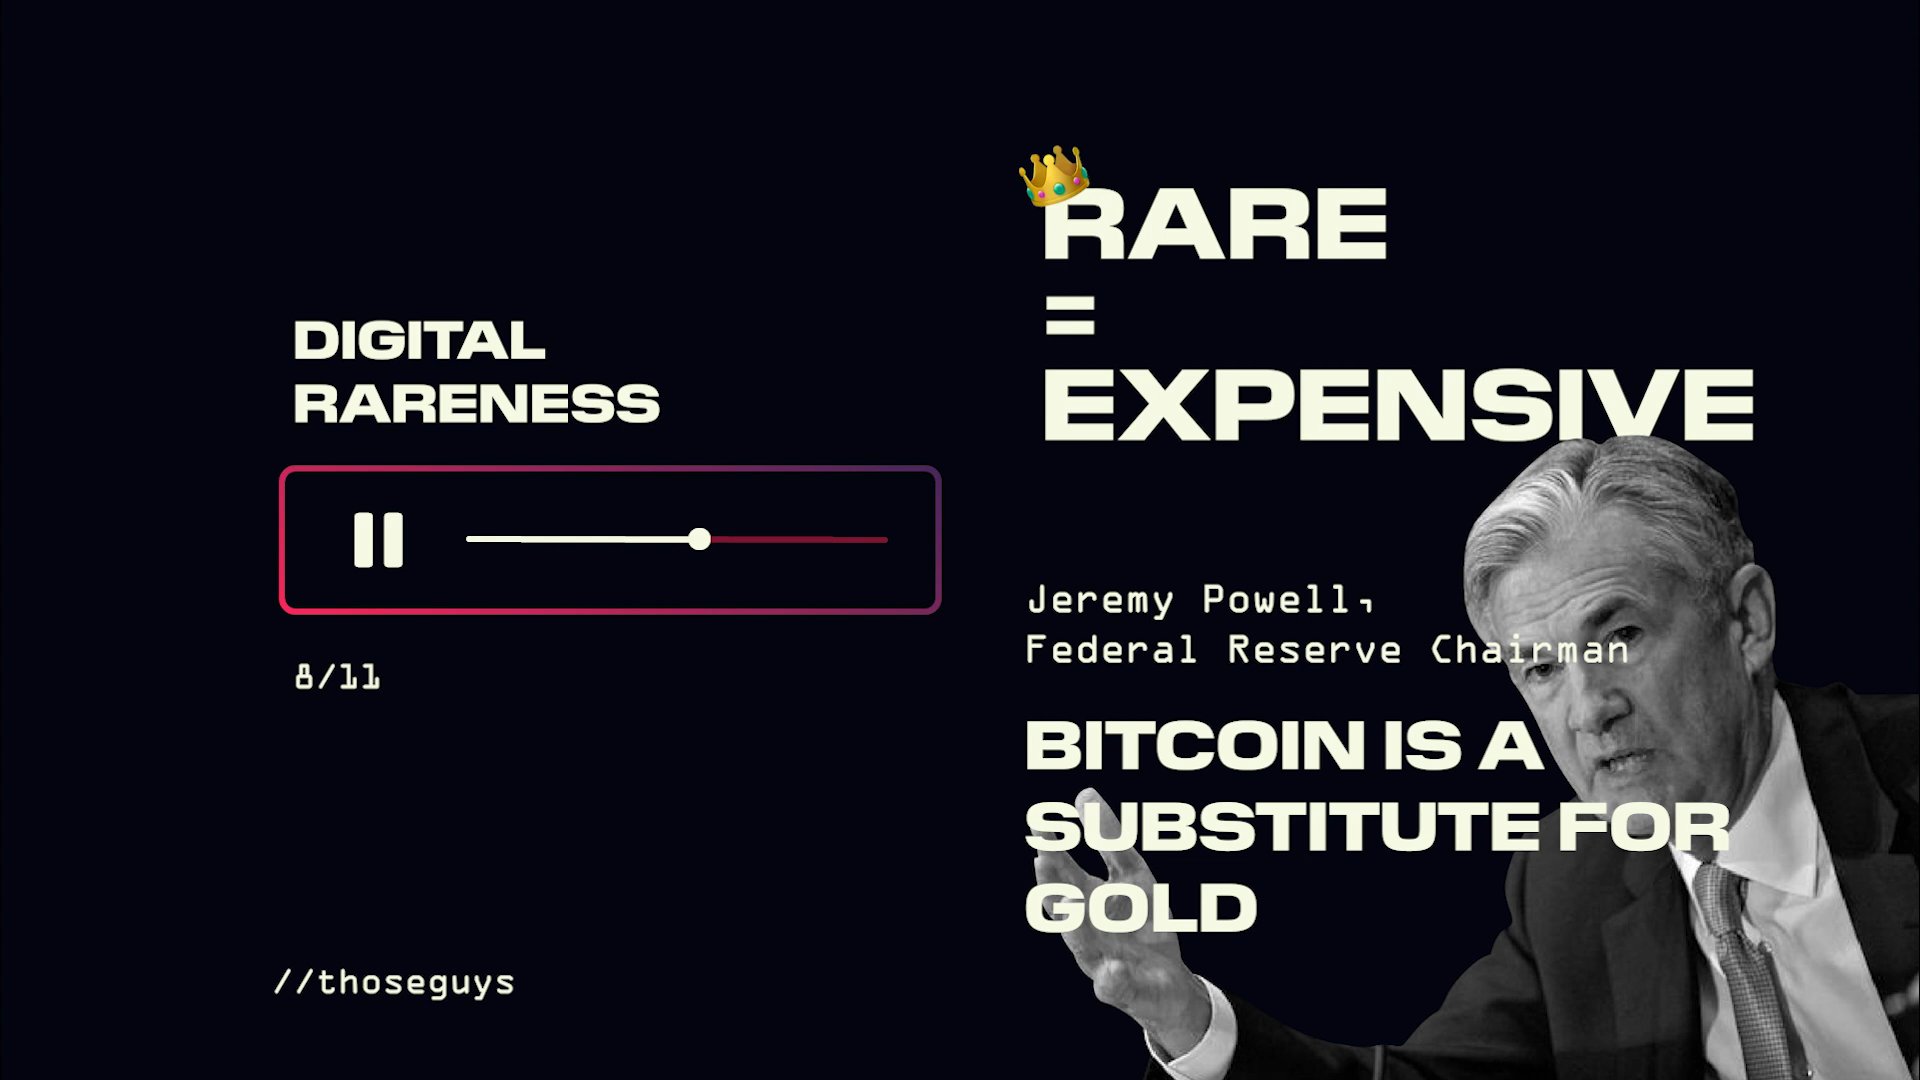 DIGITAL
RARENESS
8/11
//thoseguys
RARE
=
EXPENSIVE
Jeremy Powell,
Federal Reserve Chairman
BITCOIN IS A
SUBSTITUTE FOR
GOLD